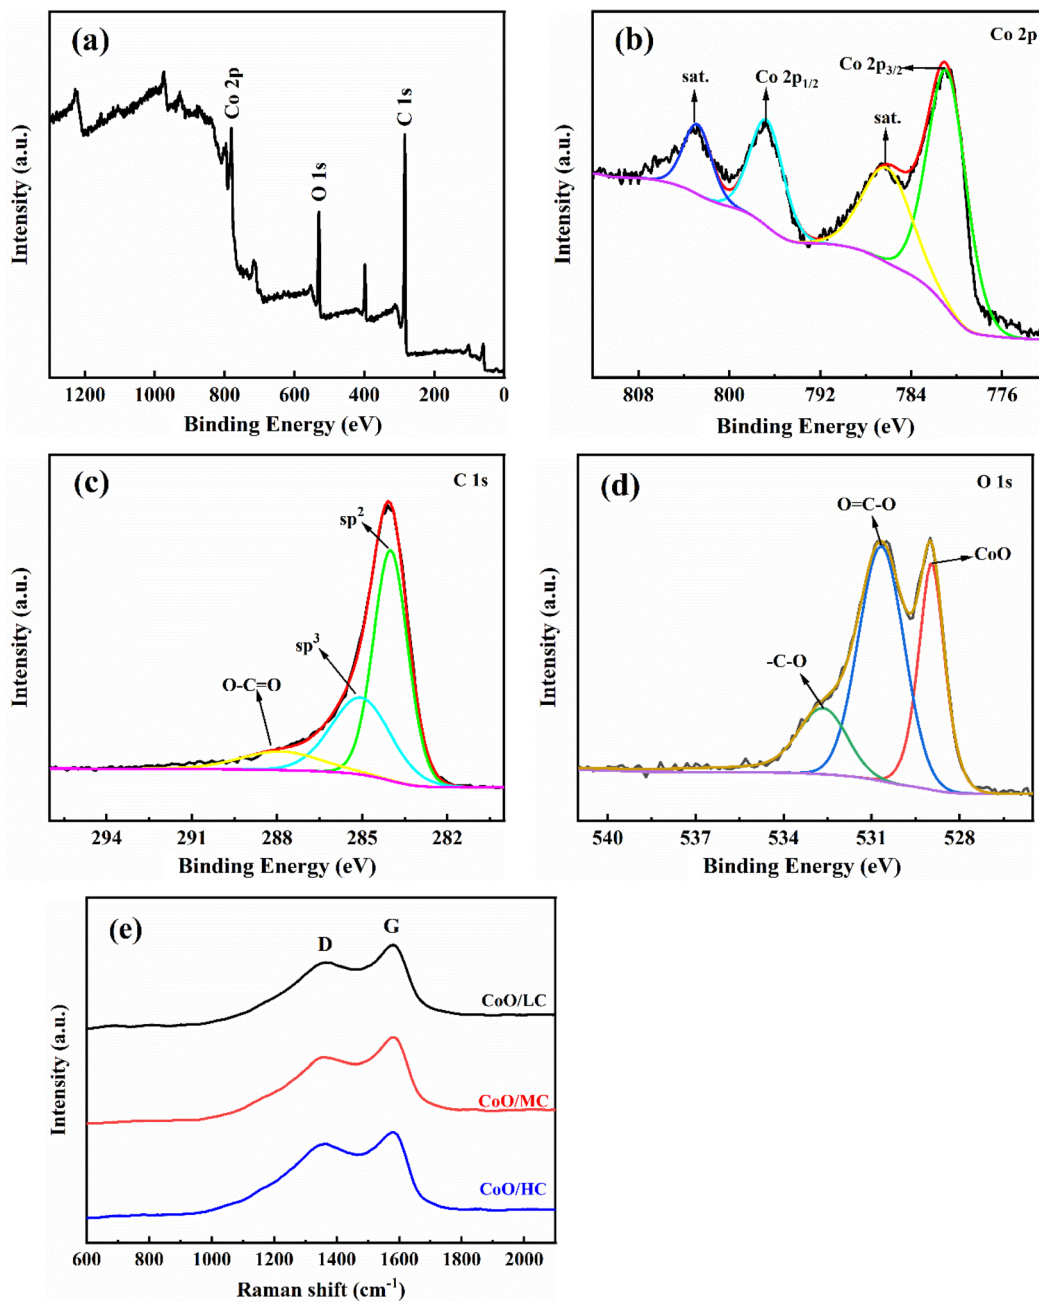 (a)
Co 2p
O 1s
C 1s
Intensity (a.u.)
1200 1000 800 600 400 200 0
Binding Energy (eV)
(b)
Co 2p
sat.
Co 2p1/2
Co 2p3/2
sat.
Intensity (a.u.)
808 800 792 784 776
Binding Energy (eV)
(c)
C 1s
sp2
sp3
O-C=O
Intensity (a.u.)
294 291 288 285 282
Binding Energy (eV)
(d)
O 1s
O=C-O
CoO
-C-O
Intensity (a.u.)
540 537 534 531 528
Binding Energy (eV)
(e)
D
G
CoO/LC
CoO/MC
CoO/HC
Intensity (a.u.)
600 800 1000 1200 1400 1600 1800 2000
Raman shift (cm-1)